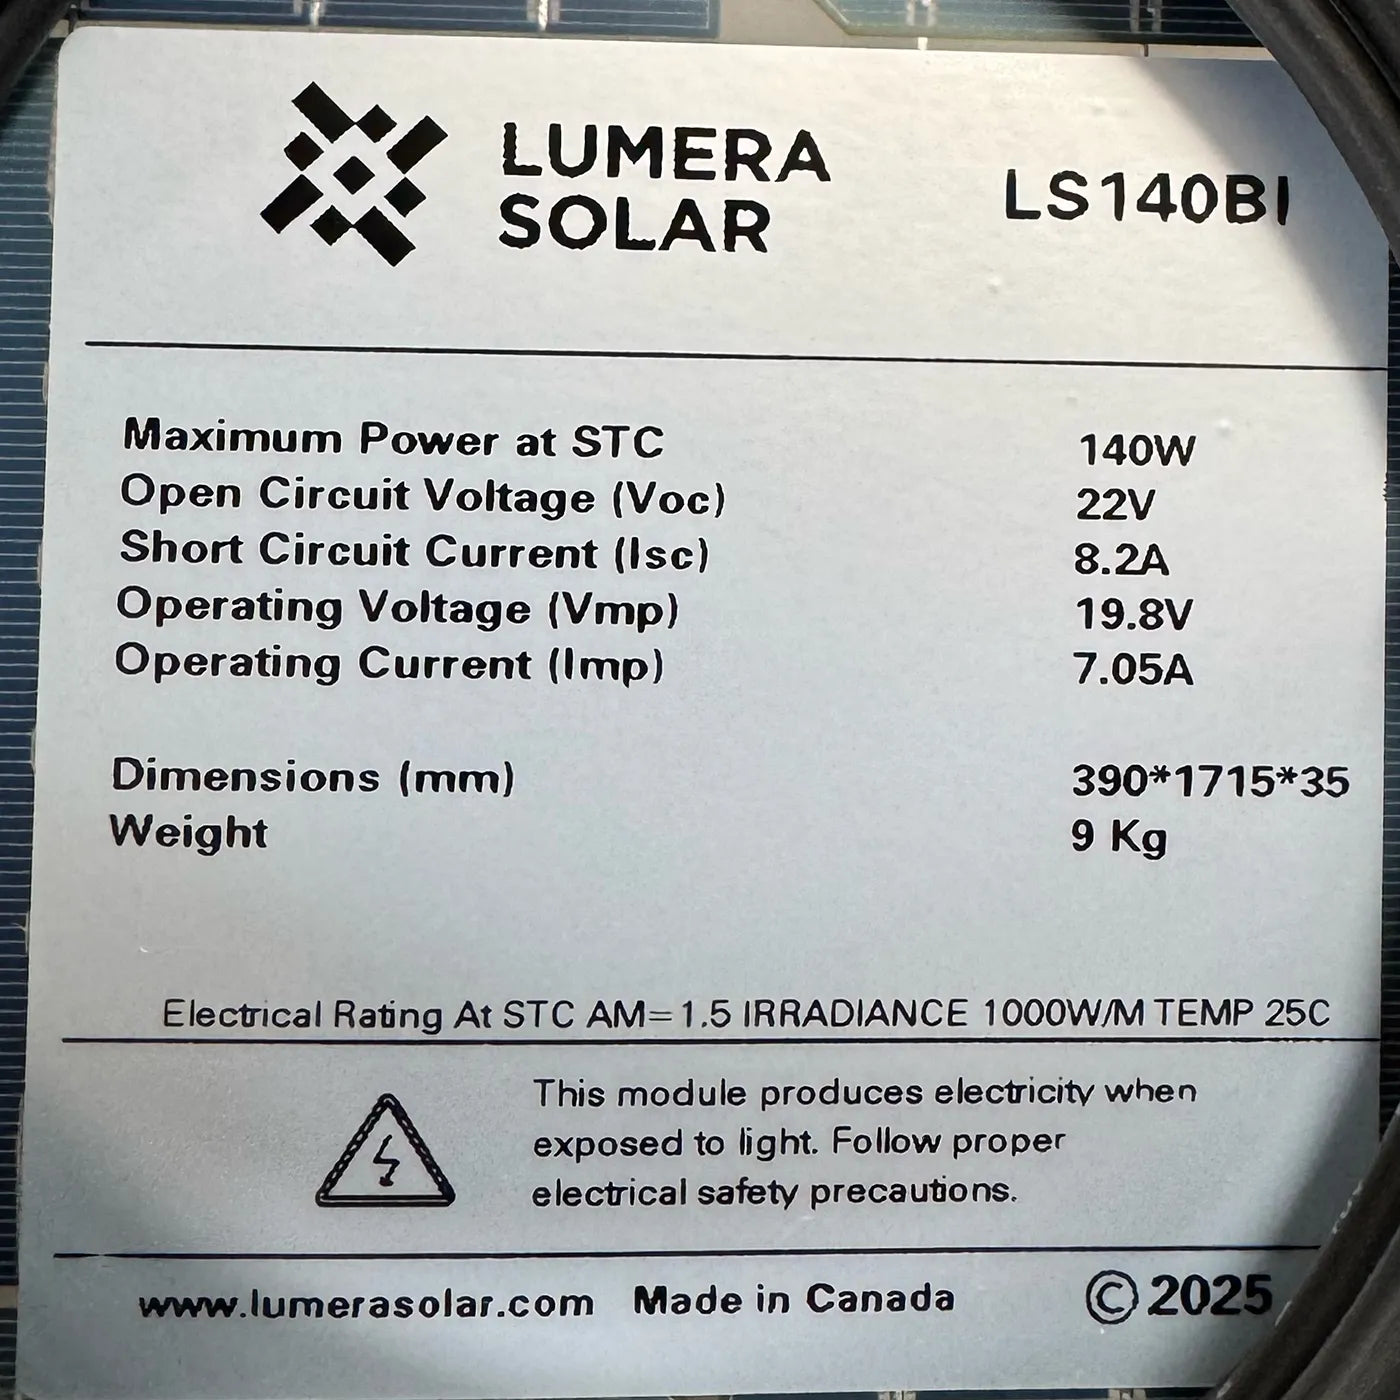 LUMERA
SOLAR
LS140BI
Maximum Power at STC 140W
Open Circuit Voltage (Voc) 22V
Short Circuit Current (Isc) 8.2A
Operating Voltage (Vmp) 19.8V
Operating Current (Imp) 7.05A
Dimensions (mm) 390*1715*35
Weight 9 Kg
Electrical Rating At STC AM=1.5 IRRADIANCE 1000W/M TEMP 25C
This module produces electricity when
exposed to light. Follow proper
electrical safety precautions.
www.lumerasolar.com Made in Canada ©2025